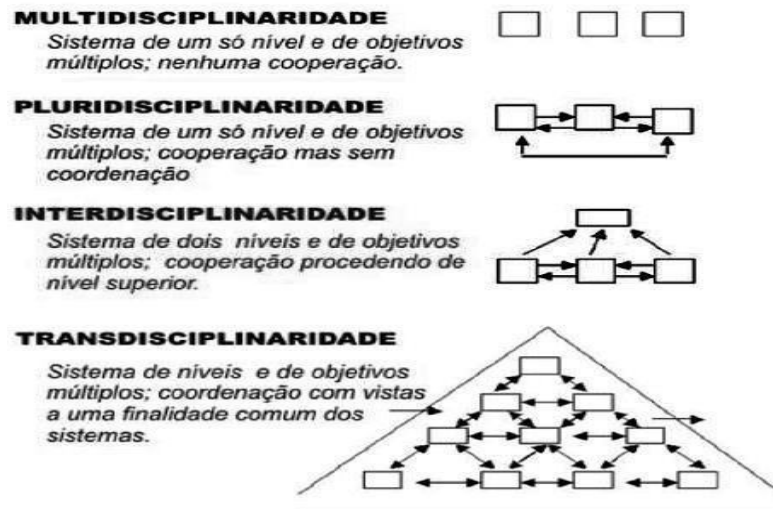 MULTIDISCIPLINARIDADE
Sistema de um só nível e de objetivos
múltiplos; nenhuma cooperação.
PLURIDISCIPLINARIDADE
Sistema de um só nível e de objetivos
múltiplos; cooperação mas sem
coordenação
INTERDISCIPLINARIDADE
Sistema de dois níveis e de objetivos
múltiplos; cooperação procedendo de
nível superior.
TRANSDISCIPLINARIDADE
Sistema de níveis e de objetivos
múltiplos; coordenação com vistas
a uma finalidade comum dos
sistemas.